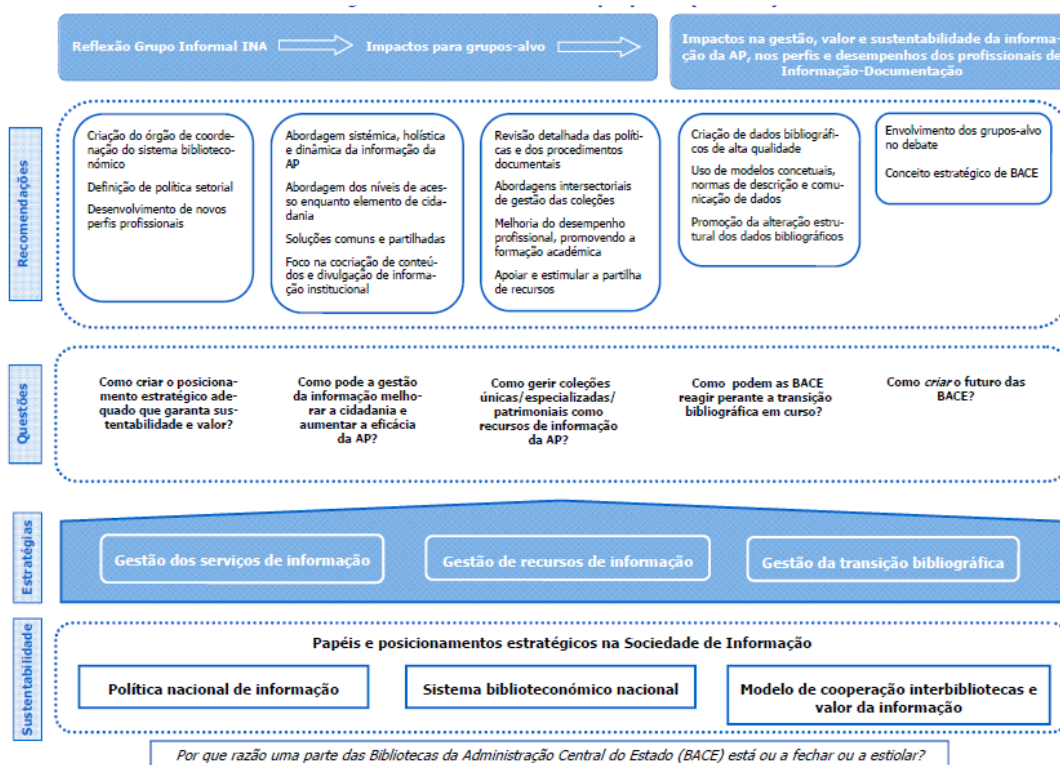 Reflexão Grupo Informal INA
Impactos para grupos-alvo
Impactos na gestão, valor e sustentabilidade da informa-
ção da AP, nos perfis e desempenhos dos profissionais de
Informação-Documentação
Recomendações
Criação do órgão de coorde-
nação do sistema biblioteco-
nómico
Definição de política setorial
Desenvolvimento de novos
perfis profissionais
Abordagem sistémica, holística
e dinâmica da informação da
AP
Abordagem dos níveis de aces-
so enquanto elemento de cida-
dania
Soluções comuns e partilhadas
Foco na cocriação de conteú-
dos e divulgação de inform-
ação institucional
Revisão detalhada das políti-
cas e dos procedimentos
documentais
Abordagens intersectoriais
de gestão das coleções
Melhoria do desempenho
profissional, promovendo a
formação académica
Apoiar e estimular a partilha
de recursos
Criação de dados bibliográfi-
cos de alta qualidade
Uso de modelos concetuais,
normas de descrição e comu-
nicação de dados
Promoção da alteração estru-
tural dos dados bibliográficos
Envolvimento dos grupos-alvo
no debate
Conceito estratégico de BACE
Questões
Como criar o posiciona-
mento estratégico ade-
quado que garanta sus-
tentabilidade e valor?
Como pode a gestão
da informação melho-
rar a cidadania e
aumentar a eficácia
da AP?
Como gerir coleções
únicas/especializadas/
patrimoniais como
recursos de informação
da AP?
Como podem as BACE
reagir perante a transição
bibliográfica em curso?
Como criar o futuro das
BACE?
Estratégias
Gestão dos serviços de informação
Gestão de recursos de informação
Gestão da transição bibliográfica
Sustentabilidade
Papéis e posicionamentos estratégicos na Sociedade de Informação
Política nacional de informação
Sistema biblioteconómico nacional
Modelo de cooperação interbibliotecas e
valor da informação
Por que razão uma parte das Bibliotecas da Administração Central do Estado (BACE) está ou a fechar ou a estiolar?